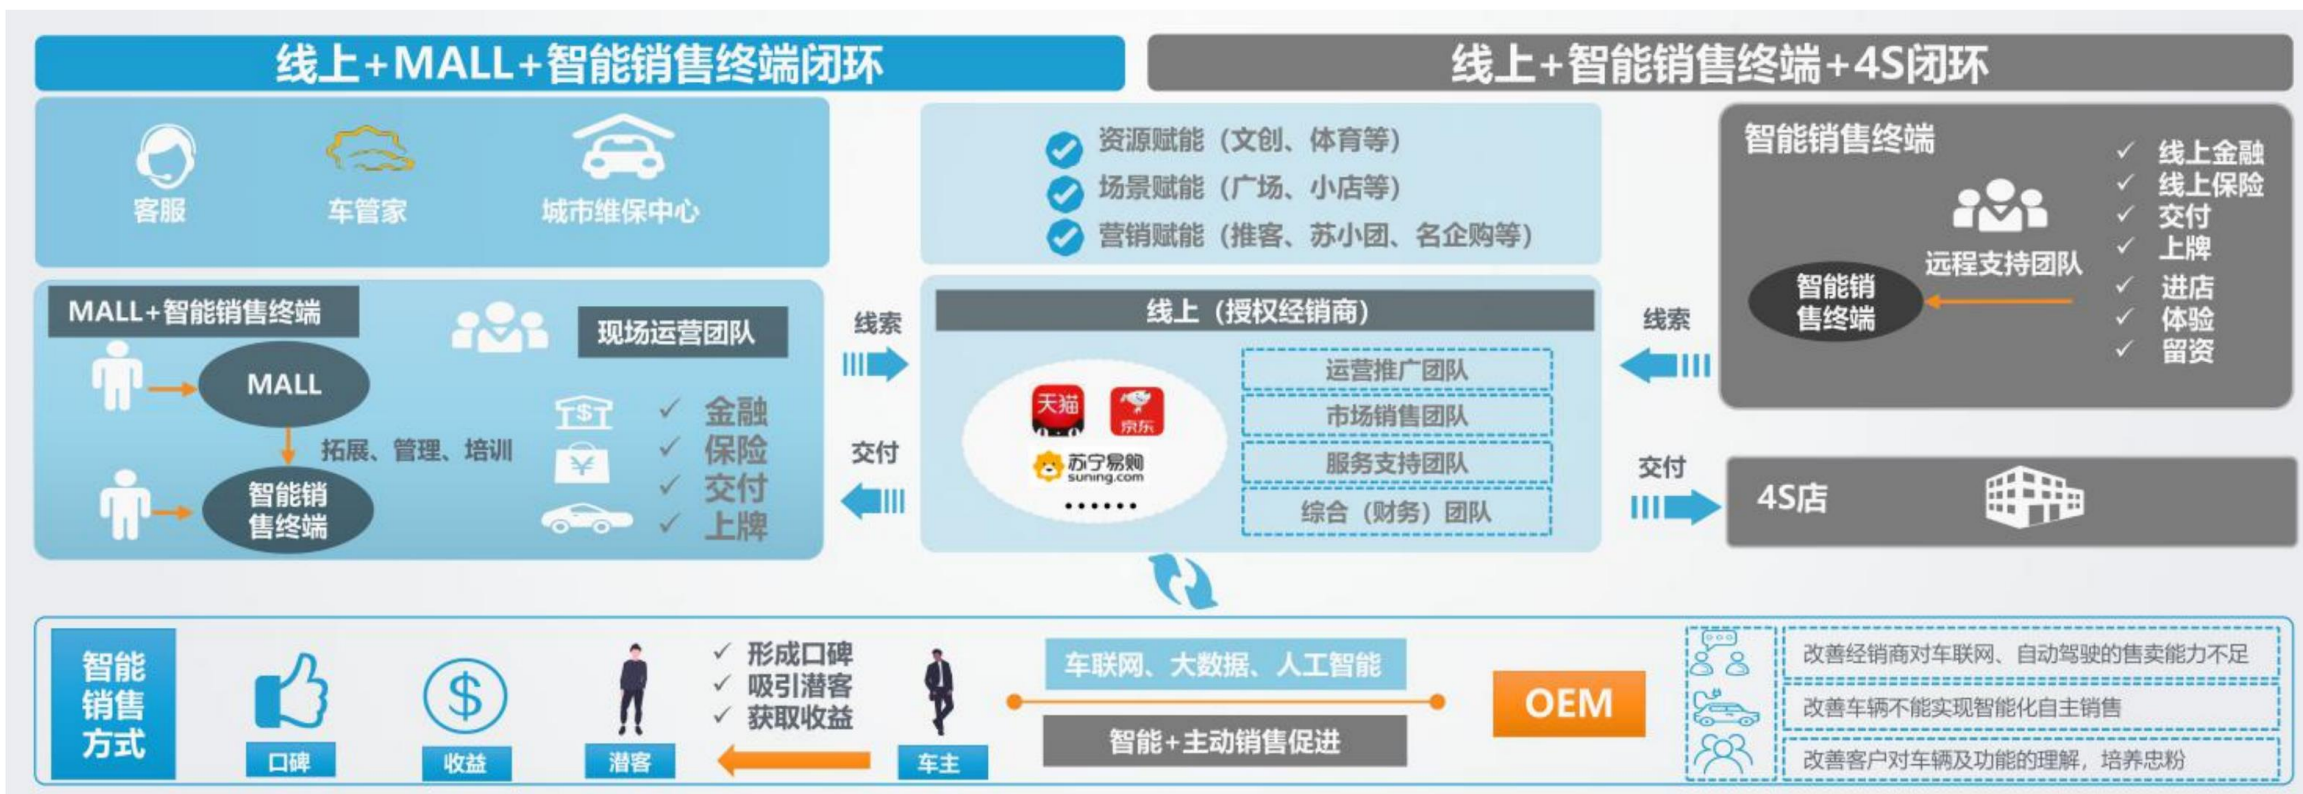 线上+MALL+智能销售终端闭环
线上+智能销售终端+4S闭环
客服
车管家
城市维保中心
资源赋能（文创、体育等）
场景赋能（广场、小店等）
营销赋能（推客、苏小团、名企购等）
智能销售终端
远程支持团队
智能销
售终端
线上金融
线上保险
交付
上牌
进店
体验
留资
MALL+智能销售终端
MALL
拓展、管理、培训
智能销
售终端
现场运营团队
金融
保险
交付
上牌
线索
交付
线上（授权经销商）
天猫
京东
苏宁易购
suning.com
······
运营推广团队
市场销售团队
服务支持团队
综合（财务）团队
线索
交付
4S店
智能
销售
方式
口碑
收益
潜客
形成口碑
吸引潜客
获取收益
车主
车联网、大数据、人工智能
智能+主动销售促进
OEM
改善经销商对车联网、自动驾驶的售卖能力不足
改善车辆不能实现智能化自主销售
改善客户对车辆及功能的理解，培养忠粉